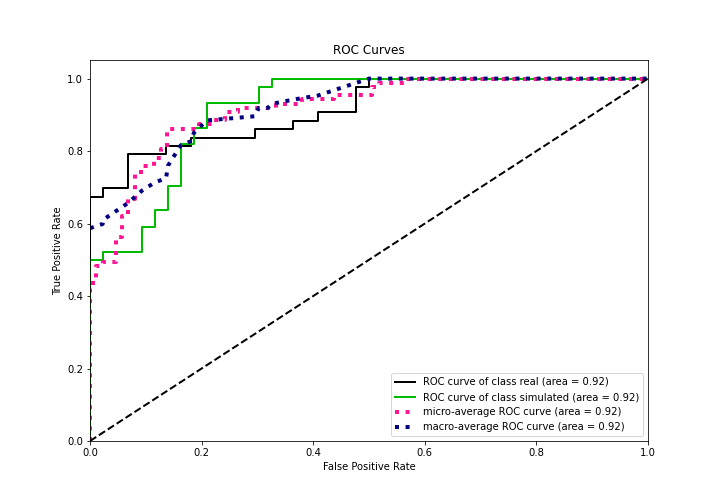 ROC Curves
True Positive Rate
1.0
0.8
0.6
0.4
0.2
0.0
ROC curve of class real (area = 0.92)
ROC curve of class simulated (area = 0.92)
micro-average ROC curve (area = 0.92)
macro-average ROC curve (area = 0.92)
0.0 0.2 0.4 0.6 0.8 1.0
False Positive Rate